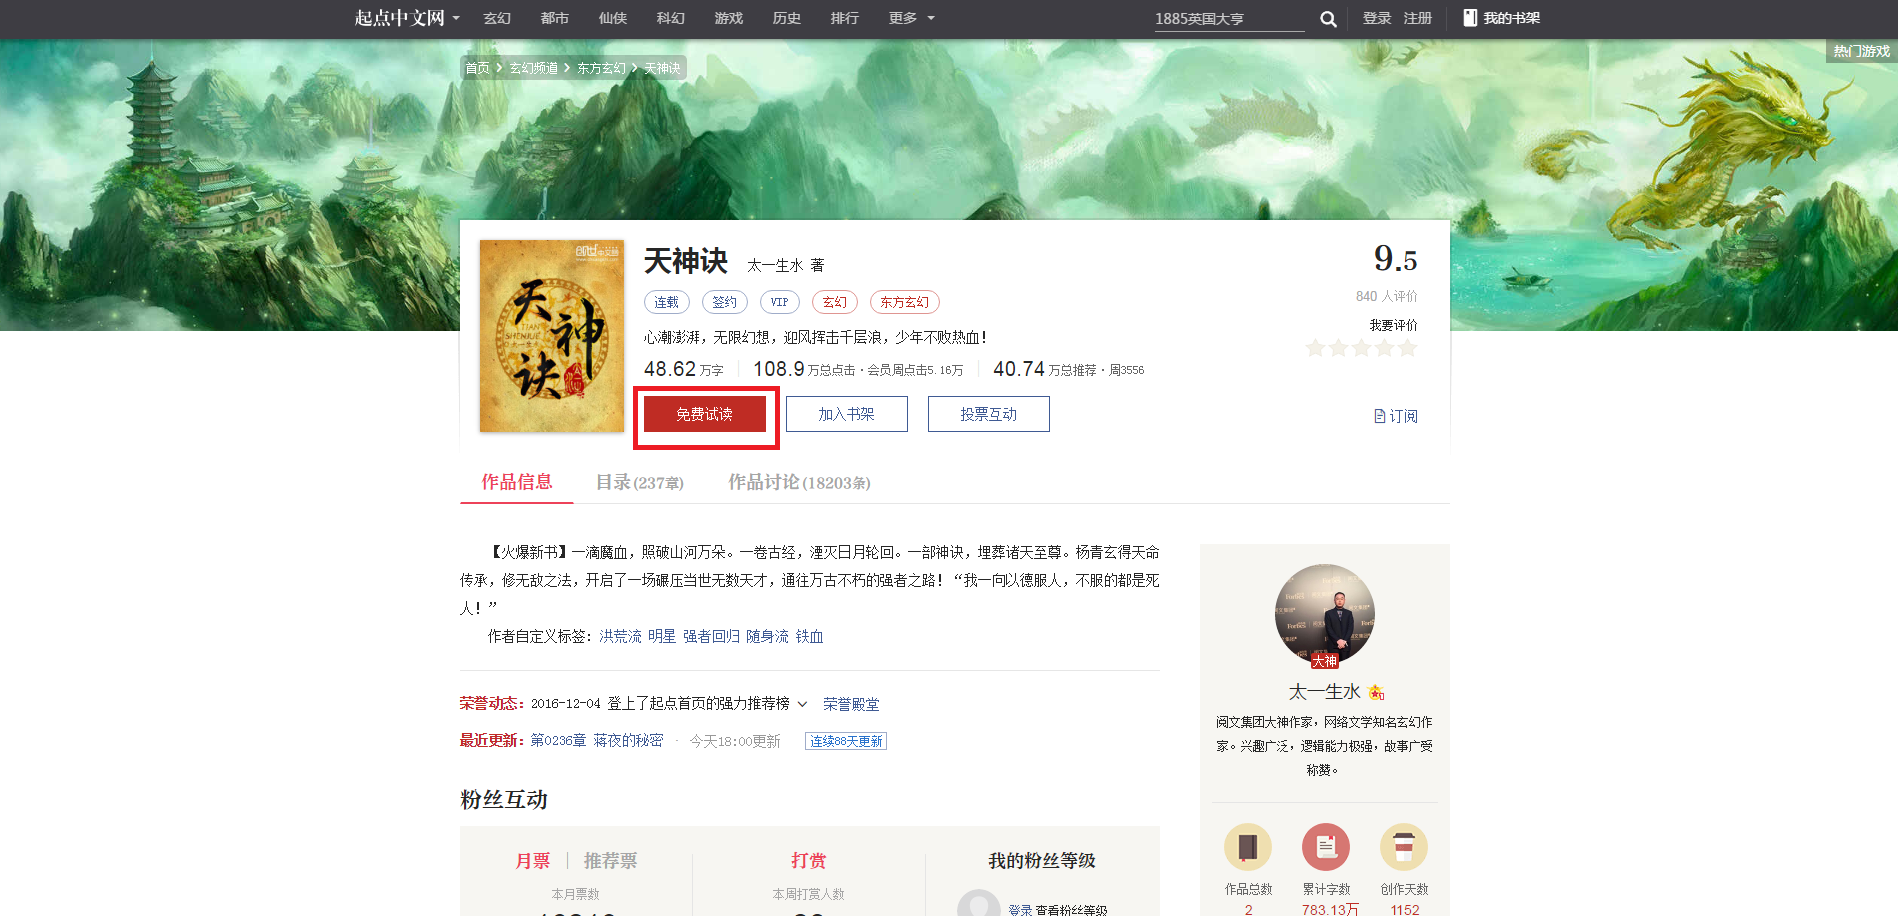 起点中文网 玄幻 都市 仙侠 科幻 游戏 历史 排行 更多 1885英国大亨 登录 注册 我的书架
热门游戏
首页 > 玄幻频道 > 东方玄幻 > 天神诀
天神诀 太一生水 著
连载 签约 VIP 玄幻 东方玄幻
心潮澎湃，无限幻想，迎风挥击千层浪，少年不败热血！
48.62 万字 108.9 万总点击·会员周点击5.16万 40.74 万总推荐·周3556
免费试读 加入书架 投票互动
9.5
840 人评价
我要评价
订阅
天神诀
TIAN
SHENJUE
作品信息 目录(237章) 作品讨论(18203条)
【火爆新书】一滴魔血，照破山河万朵。一卷古经，湮灭日月轮回。一部神诀，埋葬诸天至尊。杨青玄得天命
传承，修无敌之法，开启了一场碾压当世无数天才，通往万古不朽的强者之路！“我一向以德服人，不服的都是死
人！”
作者自定义标签：洪荒流 明星 强者回归 随身流 铁血
荣誉动态：2016-12-04 登上了起点首页的强力推荐榜 荣誉殿堂
最近更新：第0236章 蒋夜的秘密 · 今天18:00更新 连续88天更新
粉丝互动
月票 推荐票
本月票数
打赏
本周打赏人数
我的粉丝等级
登录 查看粉丝等级
Forbes
大神
太一生水
阅文集团大神作家，网络文学知名玄幻作
家。兴趣广泛，逻辑能力极强，故事广受
称赞。
作品总数 累计字数 创作天数
2 783.13万 1152